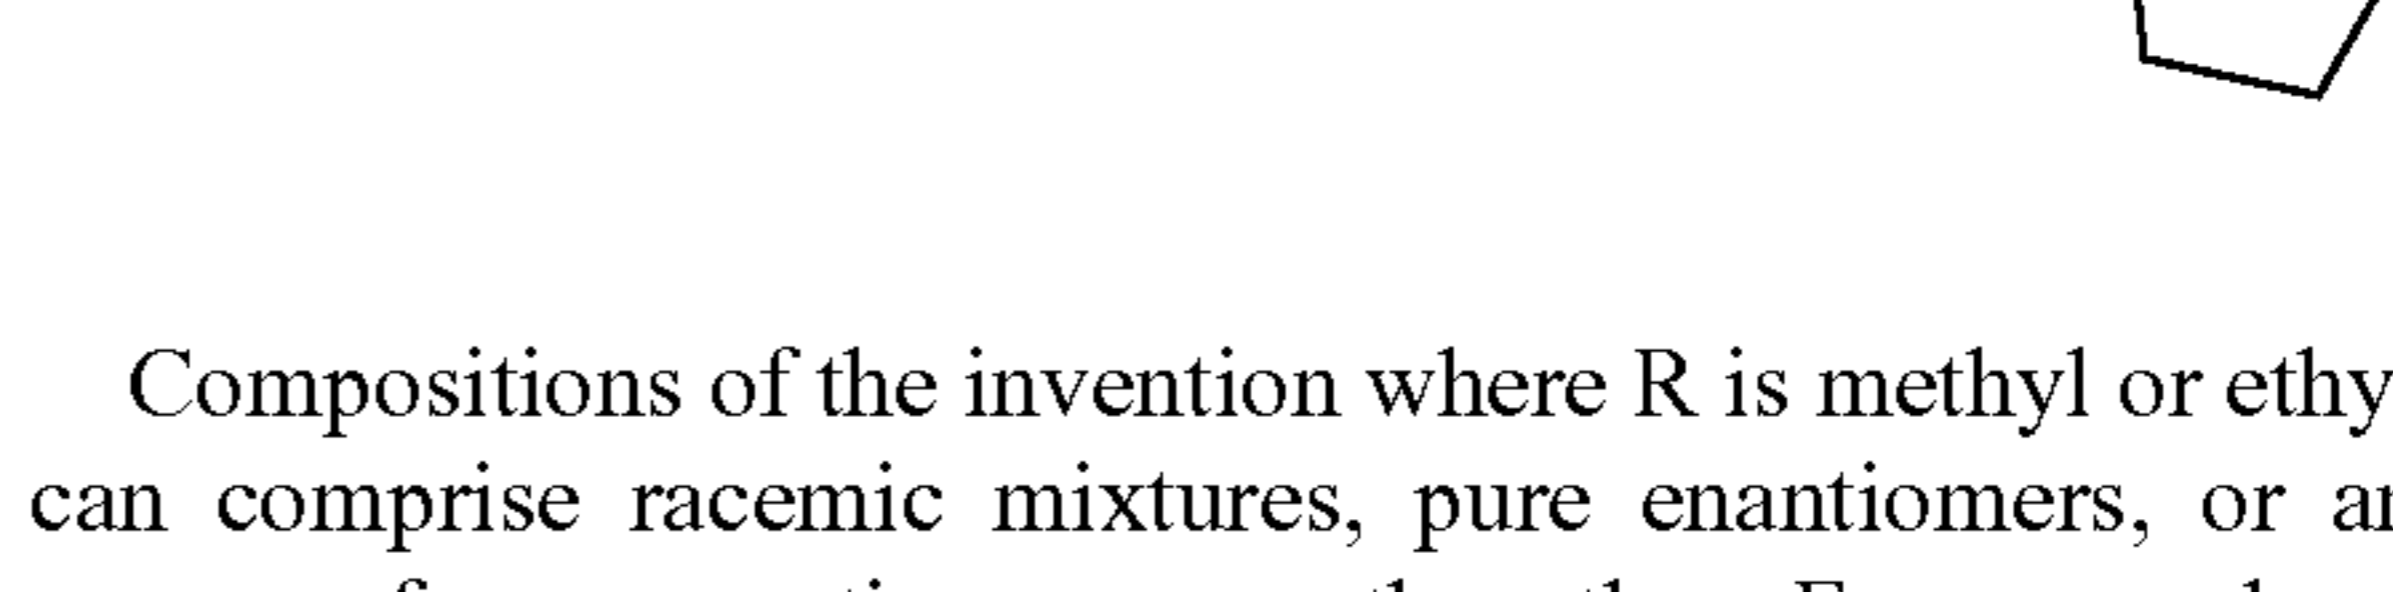 Compositions of the invention where R is methyl or ethy
can comprise racemic mixtures, pure enantiomers, or